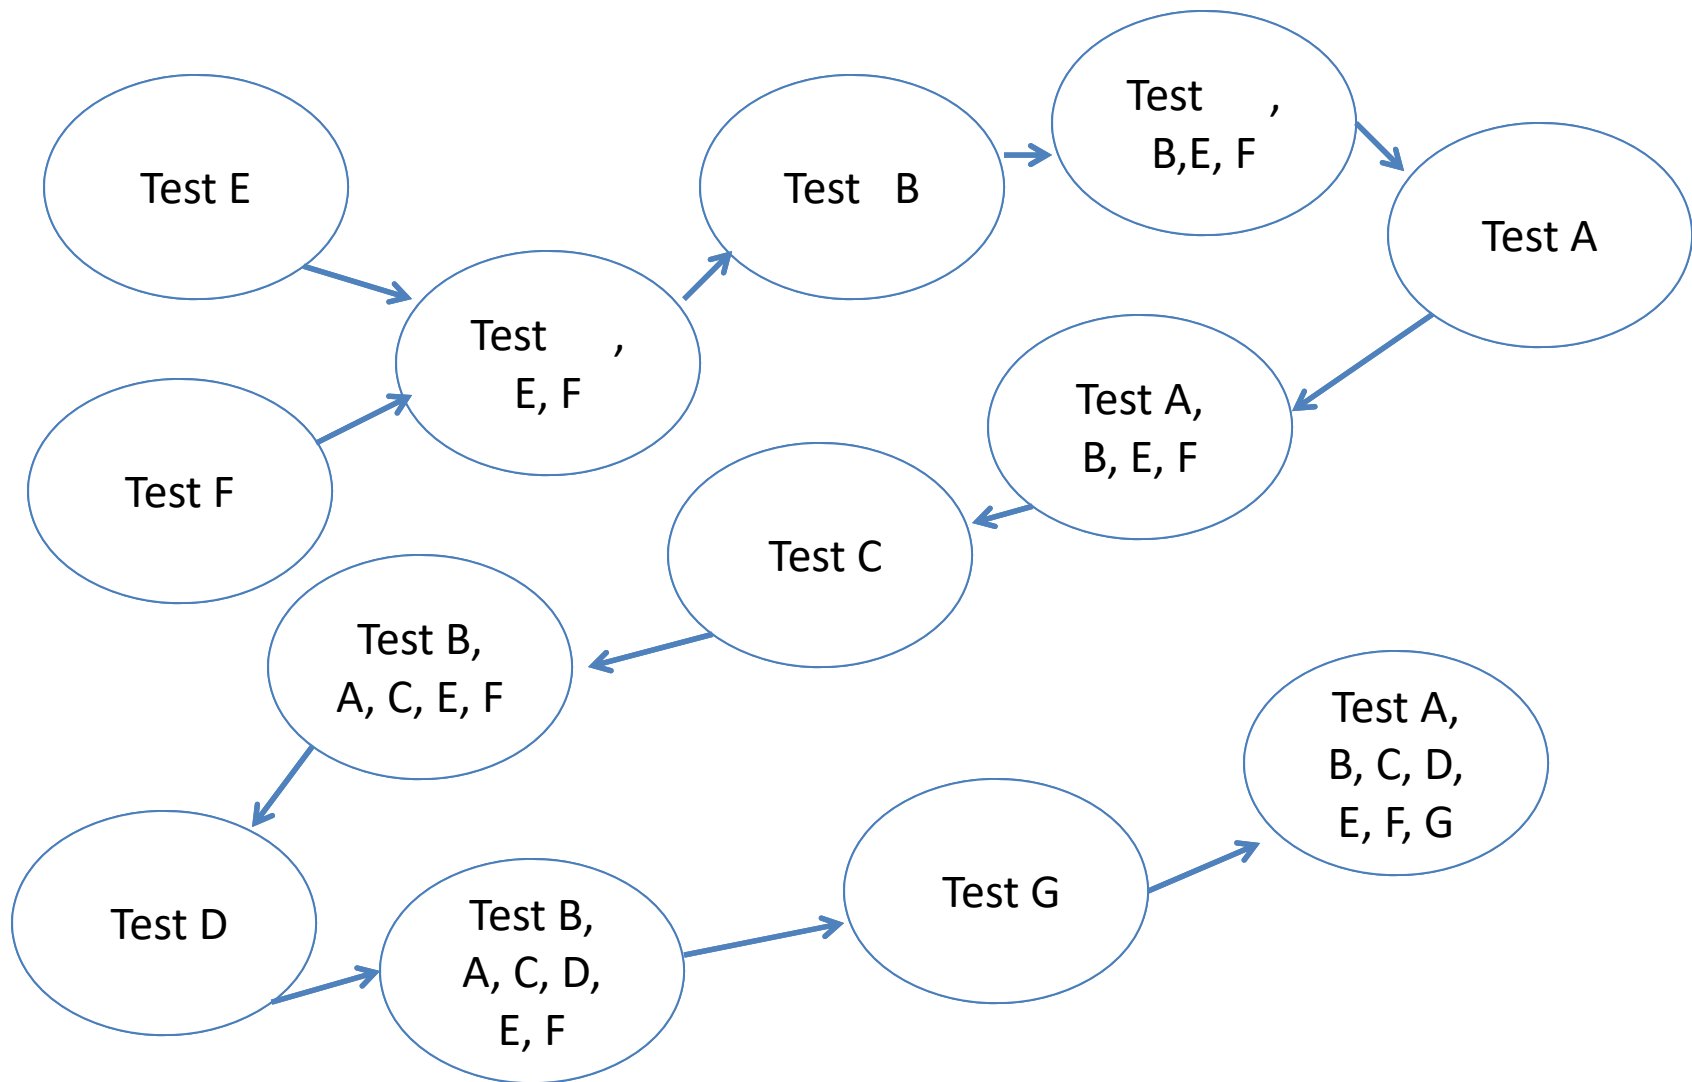 Test E
Test F
Test ,
E, F
Test B
Test ,
B,E, F
Test A
Test A,
B, E, F
Test C
Test B,
A, C, E, F
Test D
Test B,
A, C, D,
E, F
Test G
Test A,
B, C, D,
E, F, G